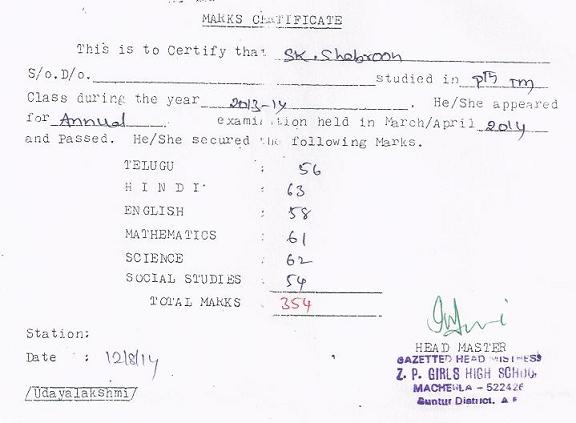 MARKS CERTIFICATE
This is to Certify that SK. Shabroon
S/o.D/o. studied in TM
Class during the year 2013-14 . He/She appeared
for Annual examination held in March/April 2014
and Passed. He/She secured the following Marks.
TELUGU : 56
HINDI : 63
ENGLISH : 58
MATHEMATICS : 61
SCIENCE : 62
SOCIAL STUDIES : 54
TOTAL MARKS : 354
Station:
Date : 12/8/14
HEAD MASTER
GAZETTED HEAD MISTRESS
Z. P. GIRLS HIGH SCHOOL
MACHERLA - 522426
Guntur District. A P
/Udayalakshmi/